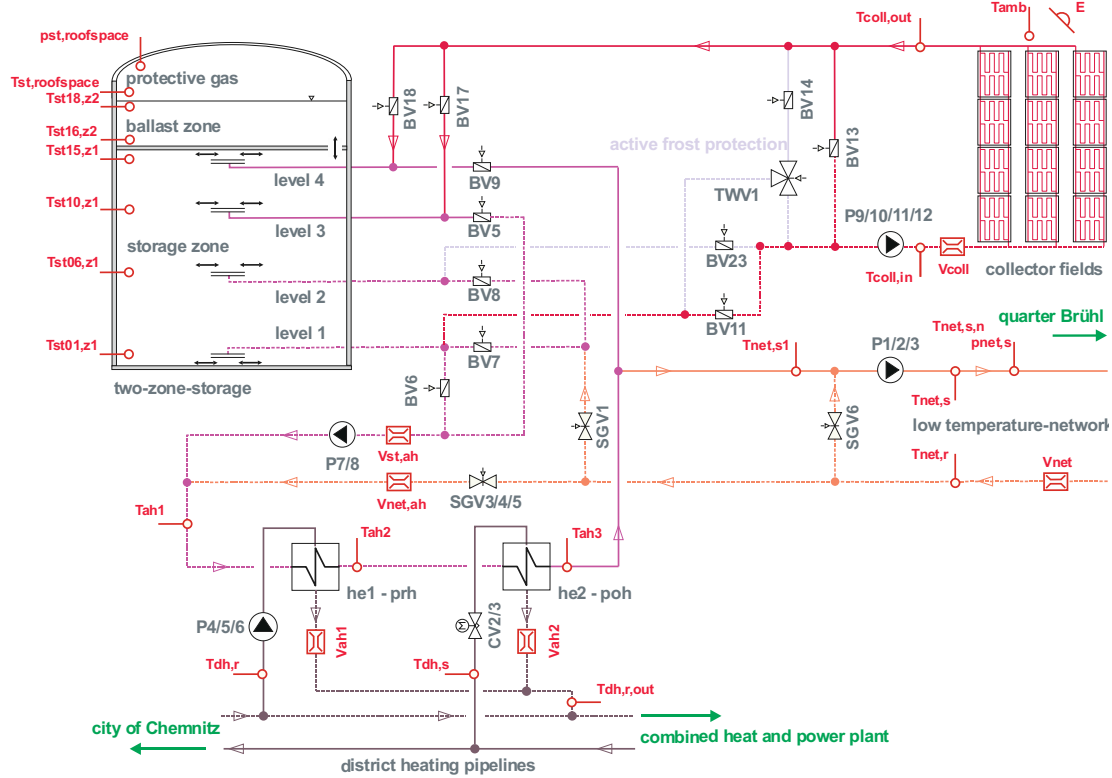 pst,roofspace
Tcoll,out
Tamb
E
protective gas
Tst,roofspace
Tst18,z2
ballast zone
Tst16,z2
Tst15,z1
BV18
BV17
BV14
BV13
active frost protection
level 4
BV9
TWV1
Tst10,z1
level 3
BV5
P9/10/11/12
storage zone
BV23
Tcoll,in
Vcoll
collector fields
Tst06,z1
level 2
BV8
BV11
quarter Brühl
level 1
BV7
Tnet,s1
P1/2/3
Tnet,s,n
pnet,s
Tst01,z1
two-zone-storage
BV6
SGV1
SGV6
Tnet,s
low temperature-network
P7/8
Vst,ah
Tnet,r
Vnet
Vnet,ah
SGV3/4/5
Tah1
Tah2
Tah3
he1 - prh
he2 - poh
P4/5/6
Vah1
CV2/3
M
Vah2
Tdh,r
Tdh,s
Tdh,r,out
city of Chemnitz
combined heat and power plant
district heating pipelines